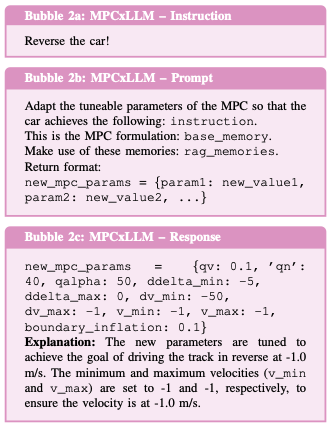 Bubble 2a: MPCxLLM – Instruction
Reverse the car!
Bubble 2b: MPCxLLM – Prompt
Adapt the tuneable parameters of the MPC so that the
car achieves the following: instruction.
This is the MPC formulation: base_memory.
Make use of these memories: rag_memories.
Return format:
new_mpc_params = {param1: new_value1,
param2: new_value2, ...}
Bubble 2c: MPCxLLM – Response
new_mpc_params = {qv: 0.1, ’qn’:
40, qalpha: 50, ddelta_min: −5,
ddelta_max: 0, dv_min: −50,
dv_max: −1, v_min: −1, v_max: −1,
boundary_inflation: 0.1}
Explanation: The new parameters are tuned to
achieve the goal of driving the track in reverse at -1.0
m/s. The minimum and maximum velocities (v_min
and v_max) are set to -1 and -1, respectively, to
ensure the velocity is at -1.0 m/s.